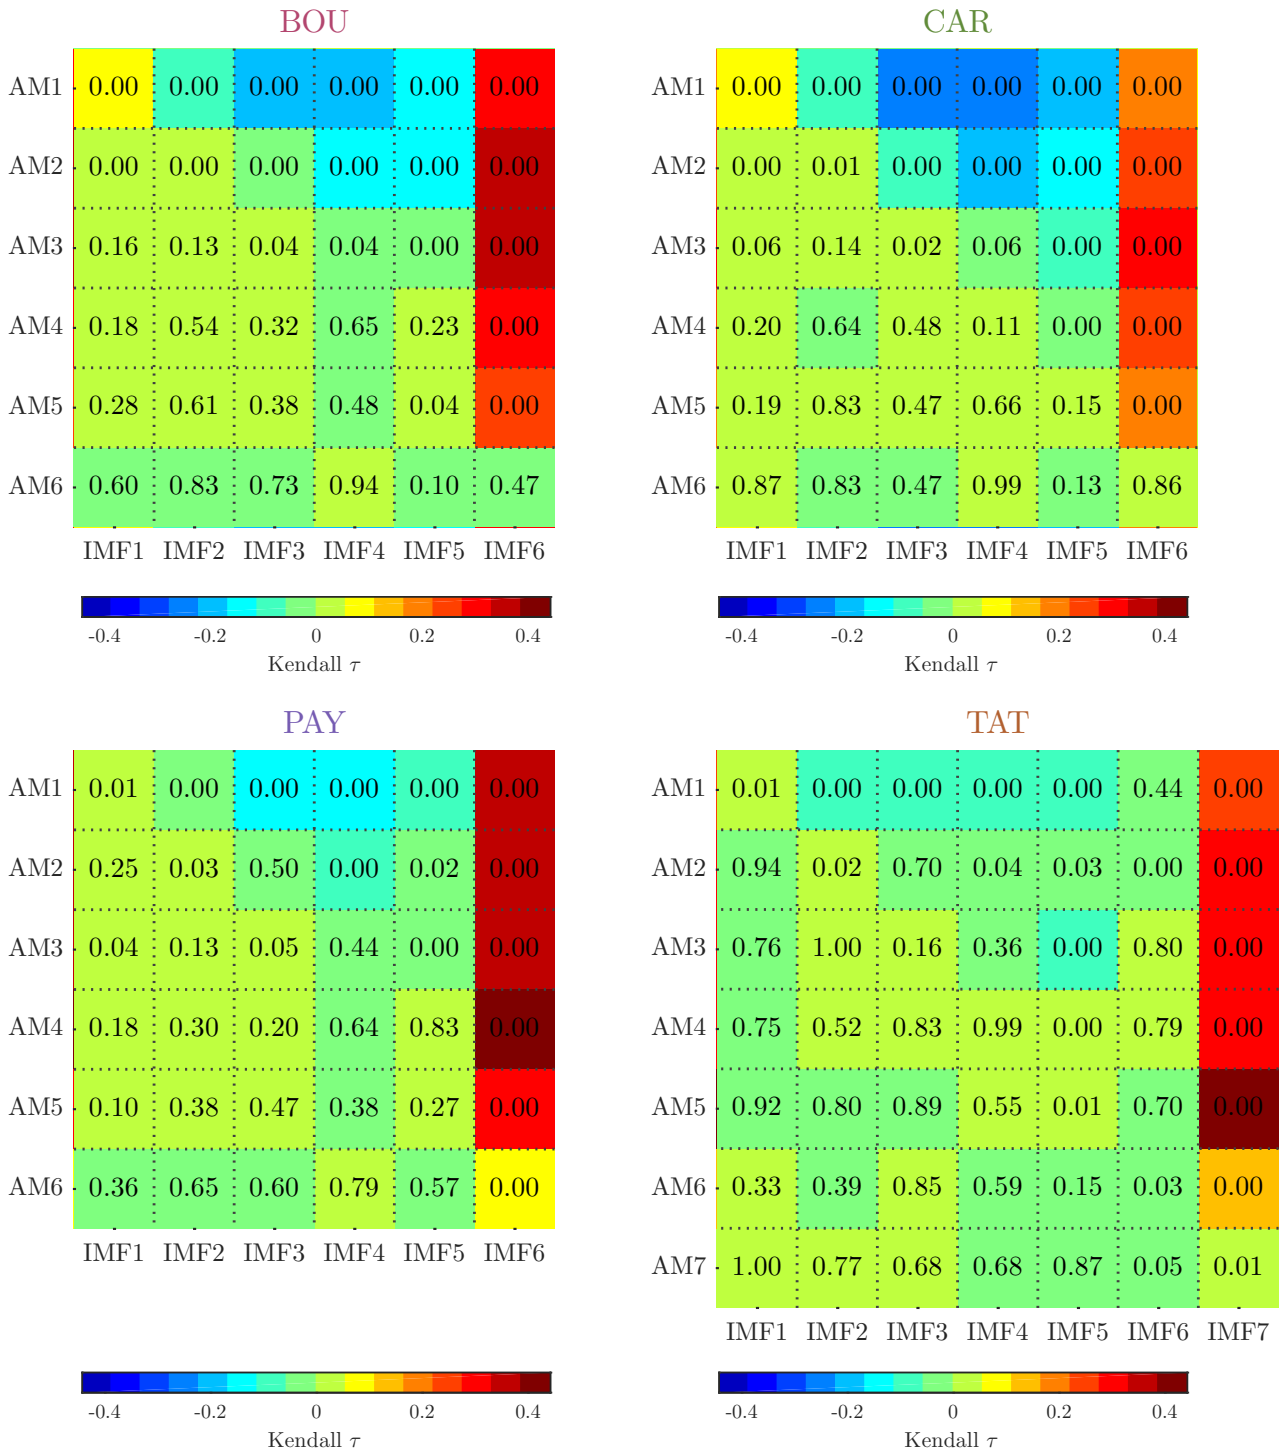 BOU
AM1 0.00 0.00 0.00 0.00 0.00 0.00
AM2 0.00 0.00 0.00 0.00 0.00 0.00
AM3 0.16 0.13 0.04 0.04 0.00 0.00
AM4 0.18 0.54 0.32 0.65 0.23 0.00
AM5 0.28 0.61 0.38 0.48 0.04 0.00
AM6 0.60 0.83 0.73 0.94 0.10 0.47
IMF1 IMF2 IMF3 IMF4 IMF5 IMF6
-0.4 -0.2 0 0.2 0.4
Kendall τ
CAR
AM1 0.00 0.00 0.00 0.00 0.00 0.00
AM2 0.00 0.01 0.00 0.00 0.00 0.00
AM3 0.06 0.14 0.02 0.06 0.00 0.00
AM4 0.20 0.64 0.48 0.11 0.00 0.00
AM5 0.19 0.83 0.47 0.66 0.15 0.00
AM6 0.87 0.83 0.47 0.99 0.13 0.86
IMF1 IMF2 IMF3 IMF4 IMF5 IMF6
-0.4 -0.2 0 0.2 0.4
Kendall τ
PAY
AM1 0.01 0.00 0.00 0.00 0.00 0.00
AM2 0.25 0.03 0.50 0.00 0.02 0.00
AM3 0.04 0.13 0.05 0.44 0.00 0.00
AM4 0.18 0.30 0.20 0.64 0.83 0.00
AM5 0.10 0.38 0.47 0.38 0.27 0.00
AM6 0.36 0.65 0.60 0.79 0.57 0.00
IMF1 IMF2 IMF3 IMF4 IMF5 IMF6
-0.4 -0.2 0 0.2 0.4
Kendall τ
TAT
AM1 0.01 0.00 0.00 0.00 0.00 0.44 0.00
AM2 0.94 0.02 0.70 0.04 0.03 0.00 0.00
AM3 0.76 1.00 0.16 0.36 0.00 0.80 0.00
AM4 0.75 0.52 0.83 0.99 0.00 0.79 0.00
AM5 0.92 0.80 0.89 0.55 0.01 0.70 0.00
AM6 0.33 0.39 0.85 0.59 0.15 0.03 0.00
AM7 1.00 0.77 0.68 0.68 0.87 0.05 0.01
IMF1 IMF2 IMF3 IMF4 IMF5 IMF6 IMF7
-0.4 -0.2 0 0.2 0.4
Kendall τ